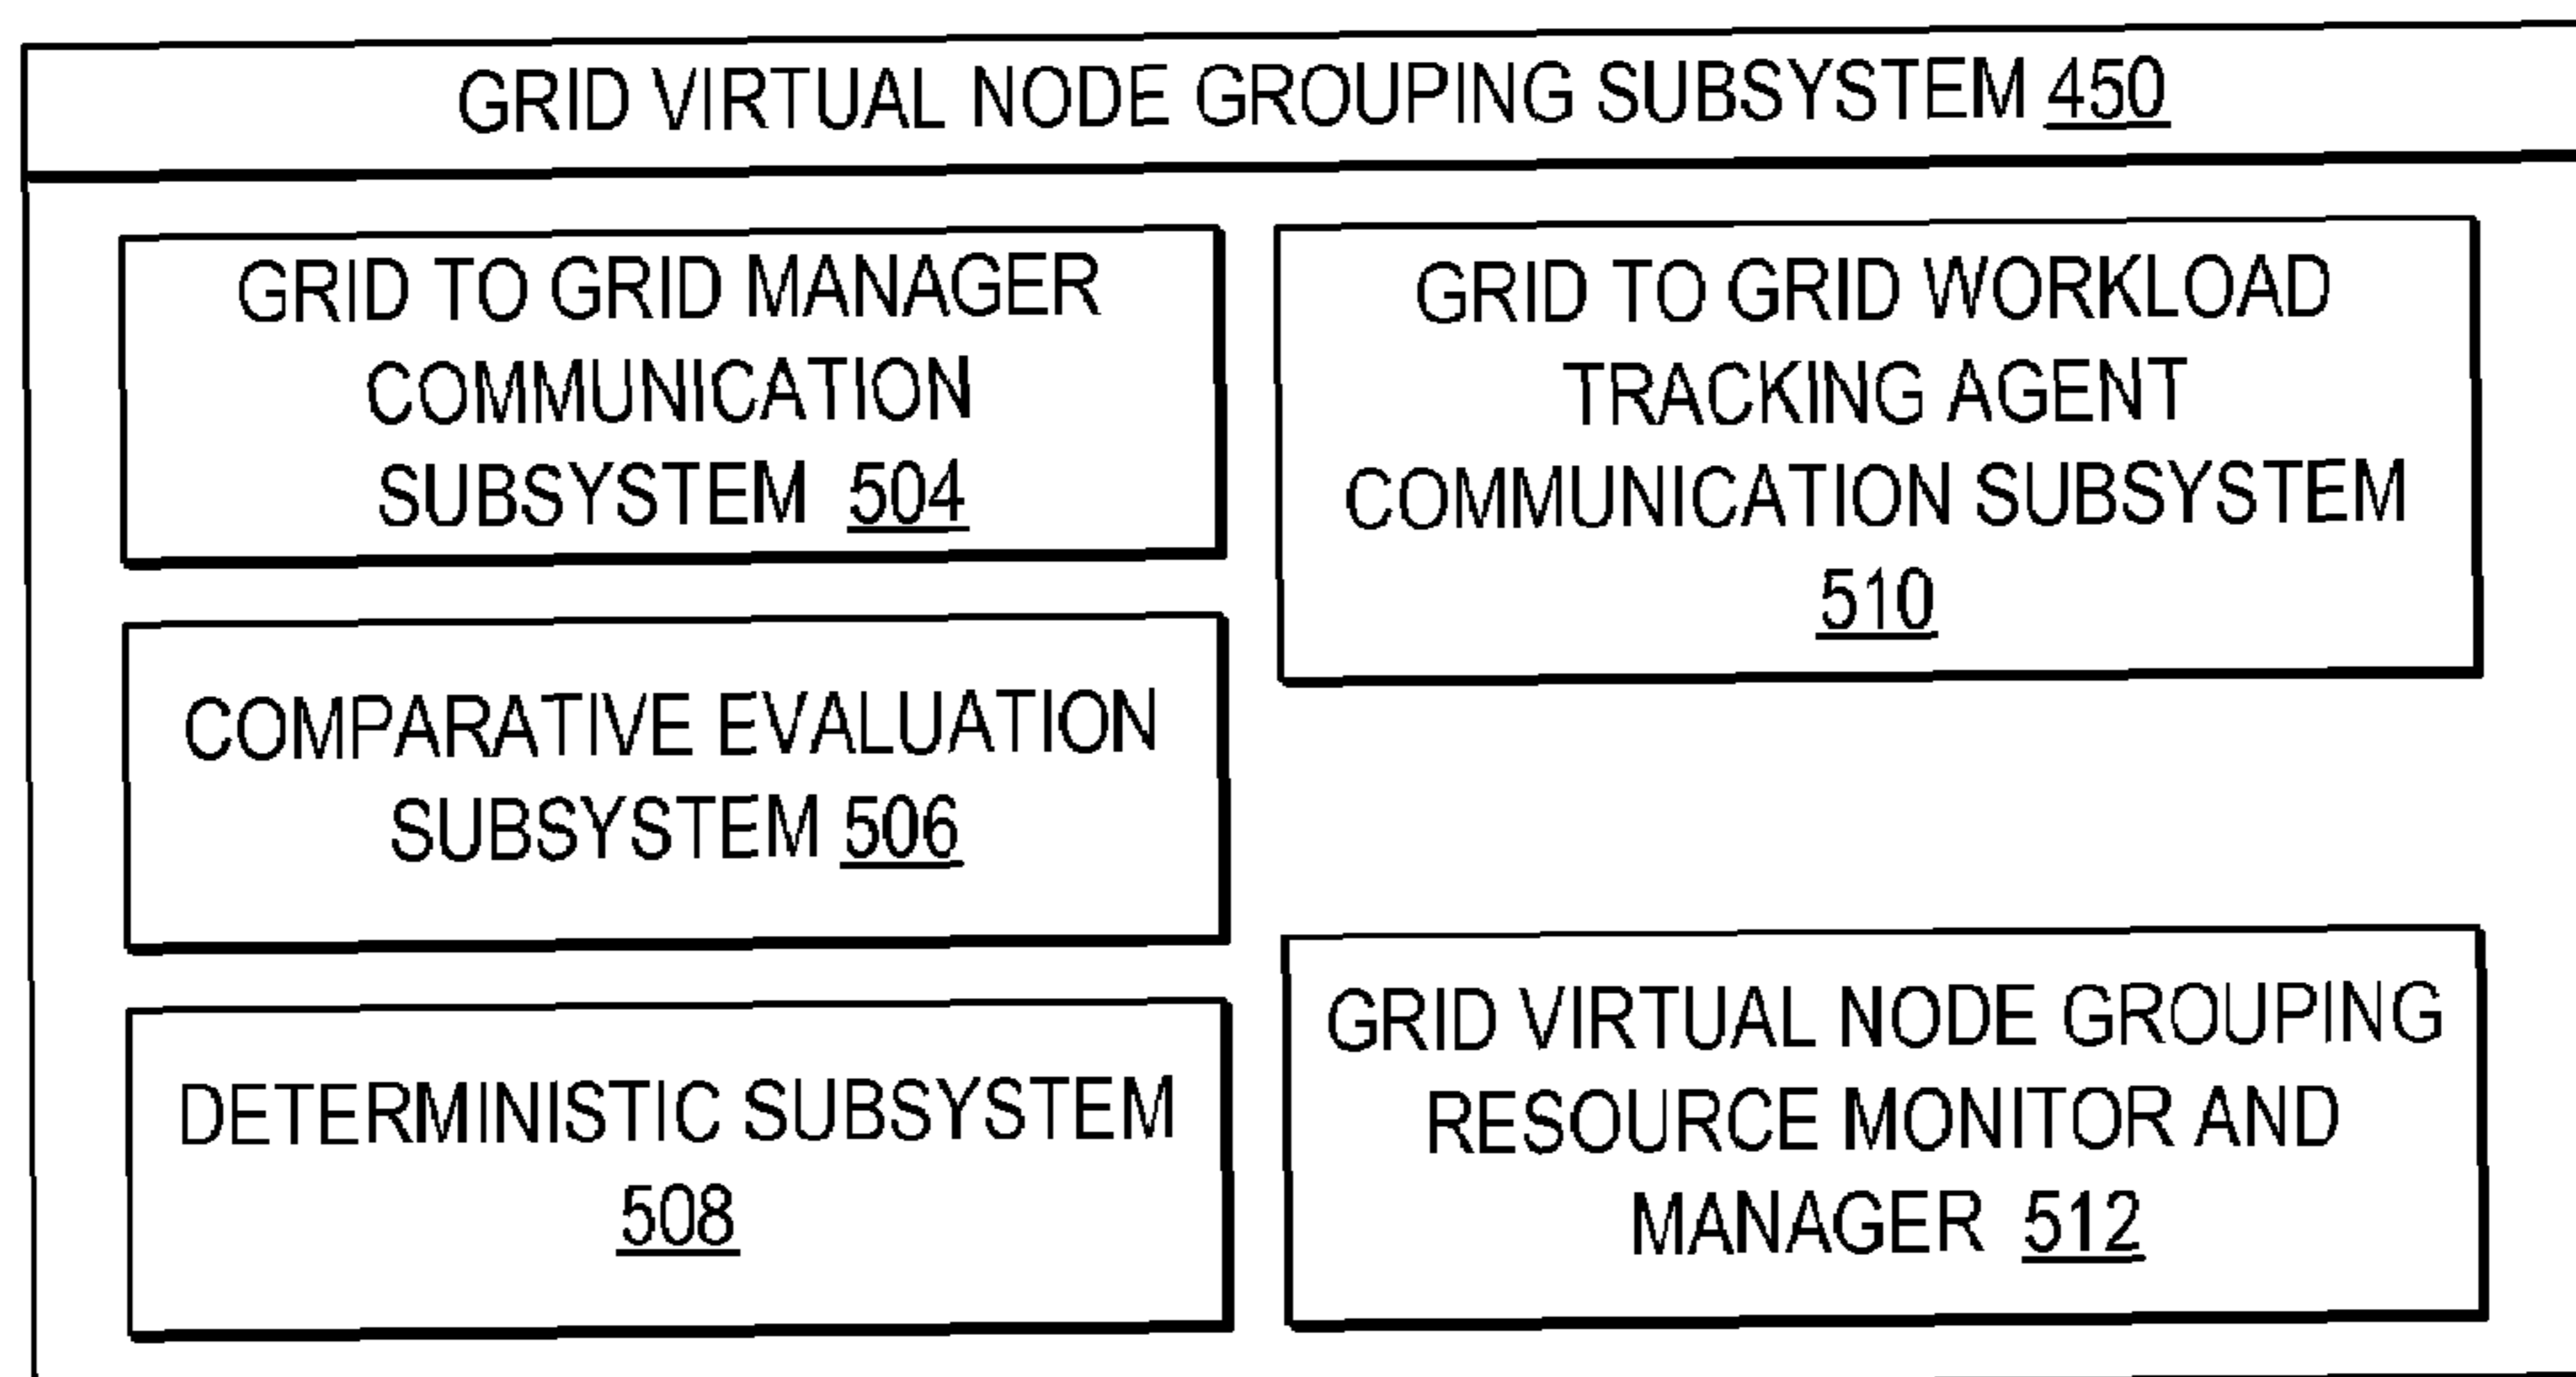 GRID VIRTUAL NODE GROUPING SUBSYSTEM 450
GRID TO GRID MANAGER
COMMUNICATION
SUBSYSTEM 504
COMPARATIVE EVALUATION
SUBSYSTEM 506
DETERMINISTIC SUBSYSTEM
508
GRID TO GRID WORKLOAD
TRACKING AGENT
COMMUNICATION SUBSYSTEM
510
GRID VIRTUAL NODE GROUPING
RESOURCE MONITOR AND
MANAGER 512